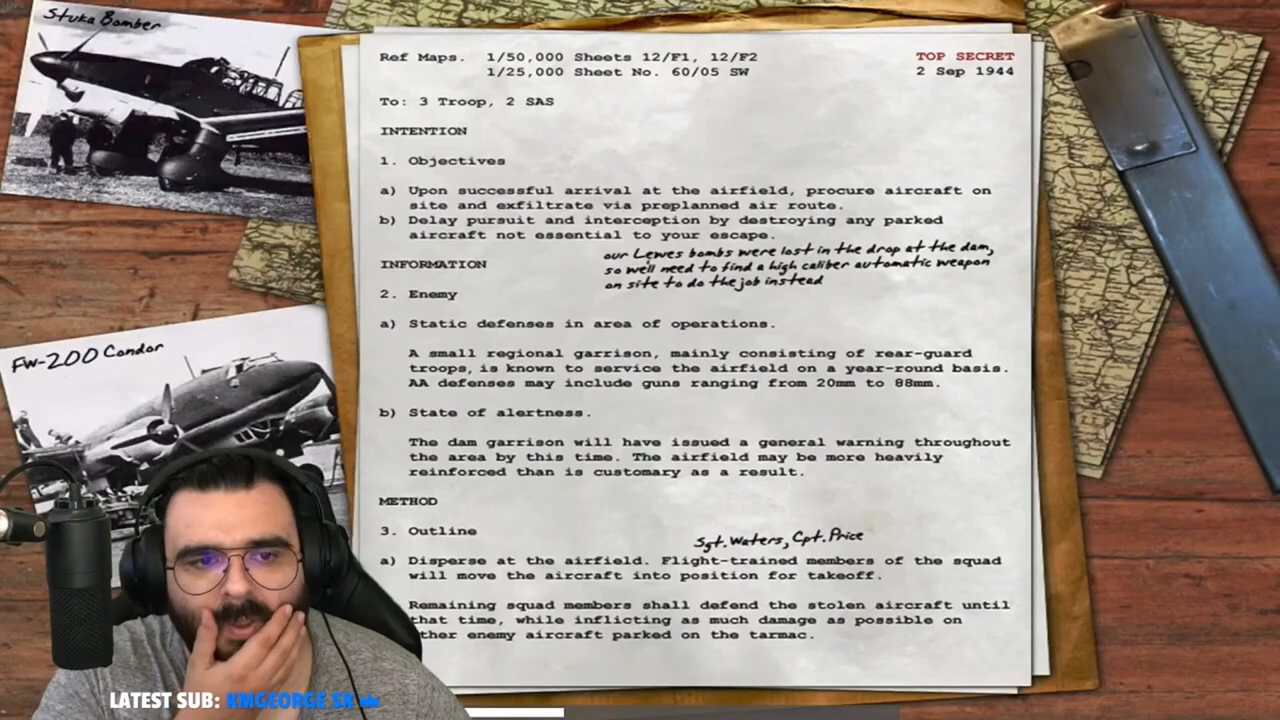 Stuka Bomber
Ref Maps. 1/50,000 Sheets 12/F1, 12/F2
1/25,000 Sheet No. 60/05 SW
TOP SECRET
2 Sep 1944
To: 3 Troop, 2 SAS
INTENTION
1. Objectives
a) Upon successful arrival at the airfield, procure aircraft on
site and exfiltrate via preplanned air route.
b) Delay pursuit and interception by destroying any parked
aircraft not essential to your escape.
our Lewes bombs were lost in the drop at the dam,
so we'll need to find a high caliber automatic weapon
on site to do the job instead
INFORMATION
2. Enemy
a) Static defenses in area of operations.
A small regional garrison, mainly consisting of rear-guard
troops, is known to service the airfield on a year-round basis.
AA defenses may include guns ranging from 20mm to 88mm.
b) State of alertness.
The dam garrison will have issued a general warning throughout
the area by this time. The airfield may be more heavily
reinforced than is customary as a result.
METHOD
3. Outline
Sgt. Waters, Cpt. Price
a) Disperse at the airfield. Flight-trained members of the squad
will move the aircraft into position for takeoff.
Remaining squad members shall defend the stolen aircraft until
that time, while inflicting as much damage as possible on
other enemy aircraft parked on the tarmac.
FW-200 Condor
LATEST SUB: KMGEORGE SK